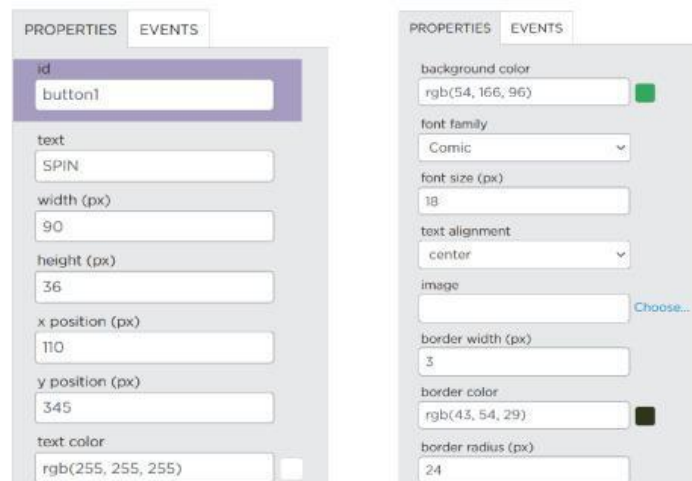 PROPERTIES EVENTS
id
button1
text
SPIN
width (px)
90
height (px)
36
x position (px)
110
y position (px)
345
text color
rgb(255, 255, 255)
PROPERTIES EVENTS
background color
rgb(54, 166, 96)
font family
Comic
font size (px)
18
text alignment
center
image
Choose...
border width (px)
3
border color
rgb(43, 54, 29)
border radius (px)
24